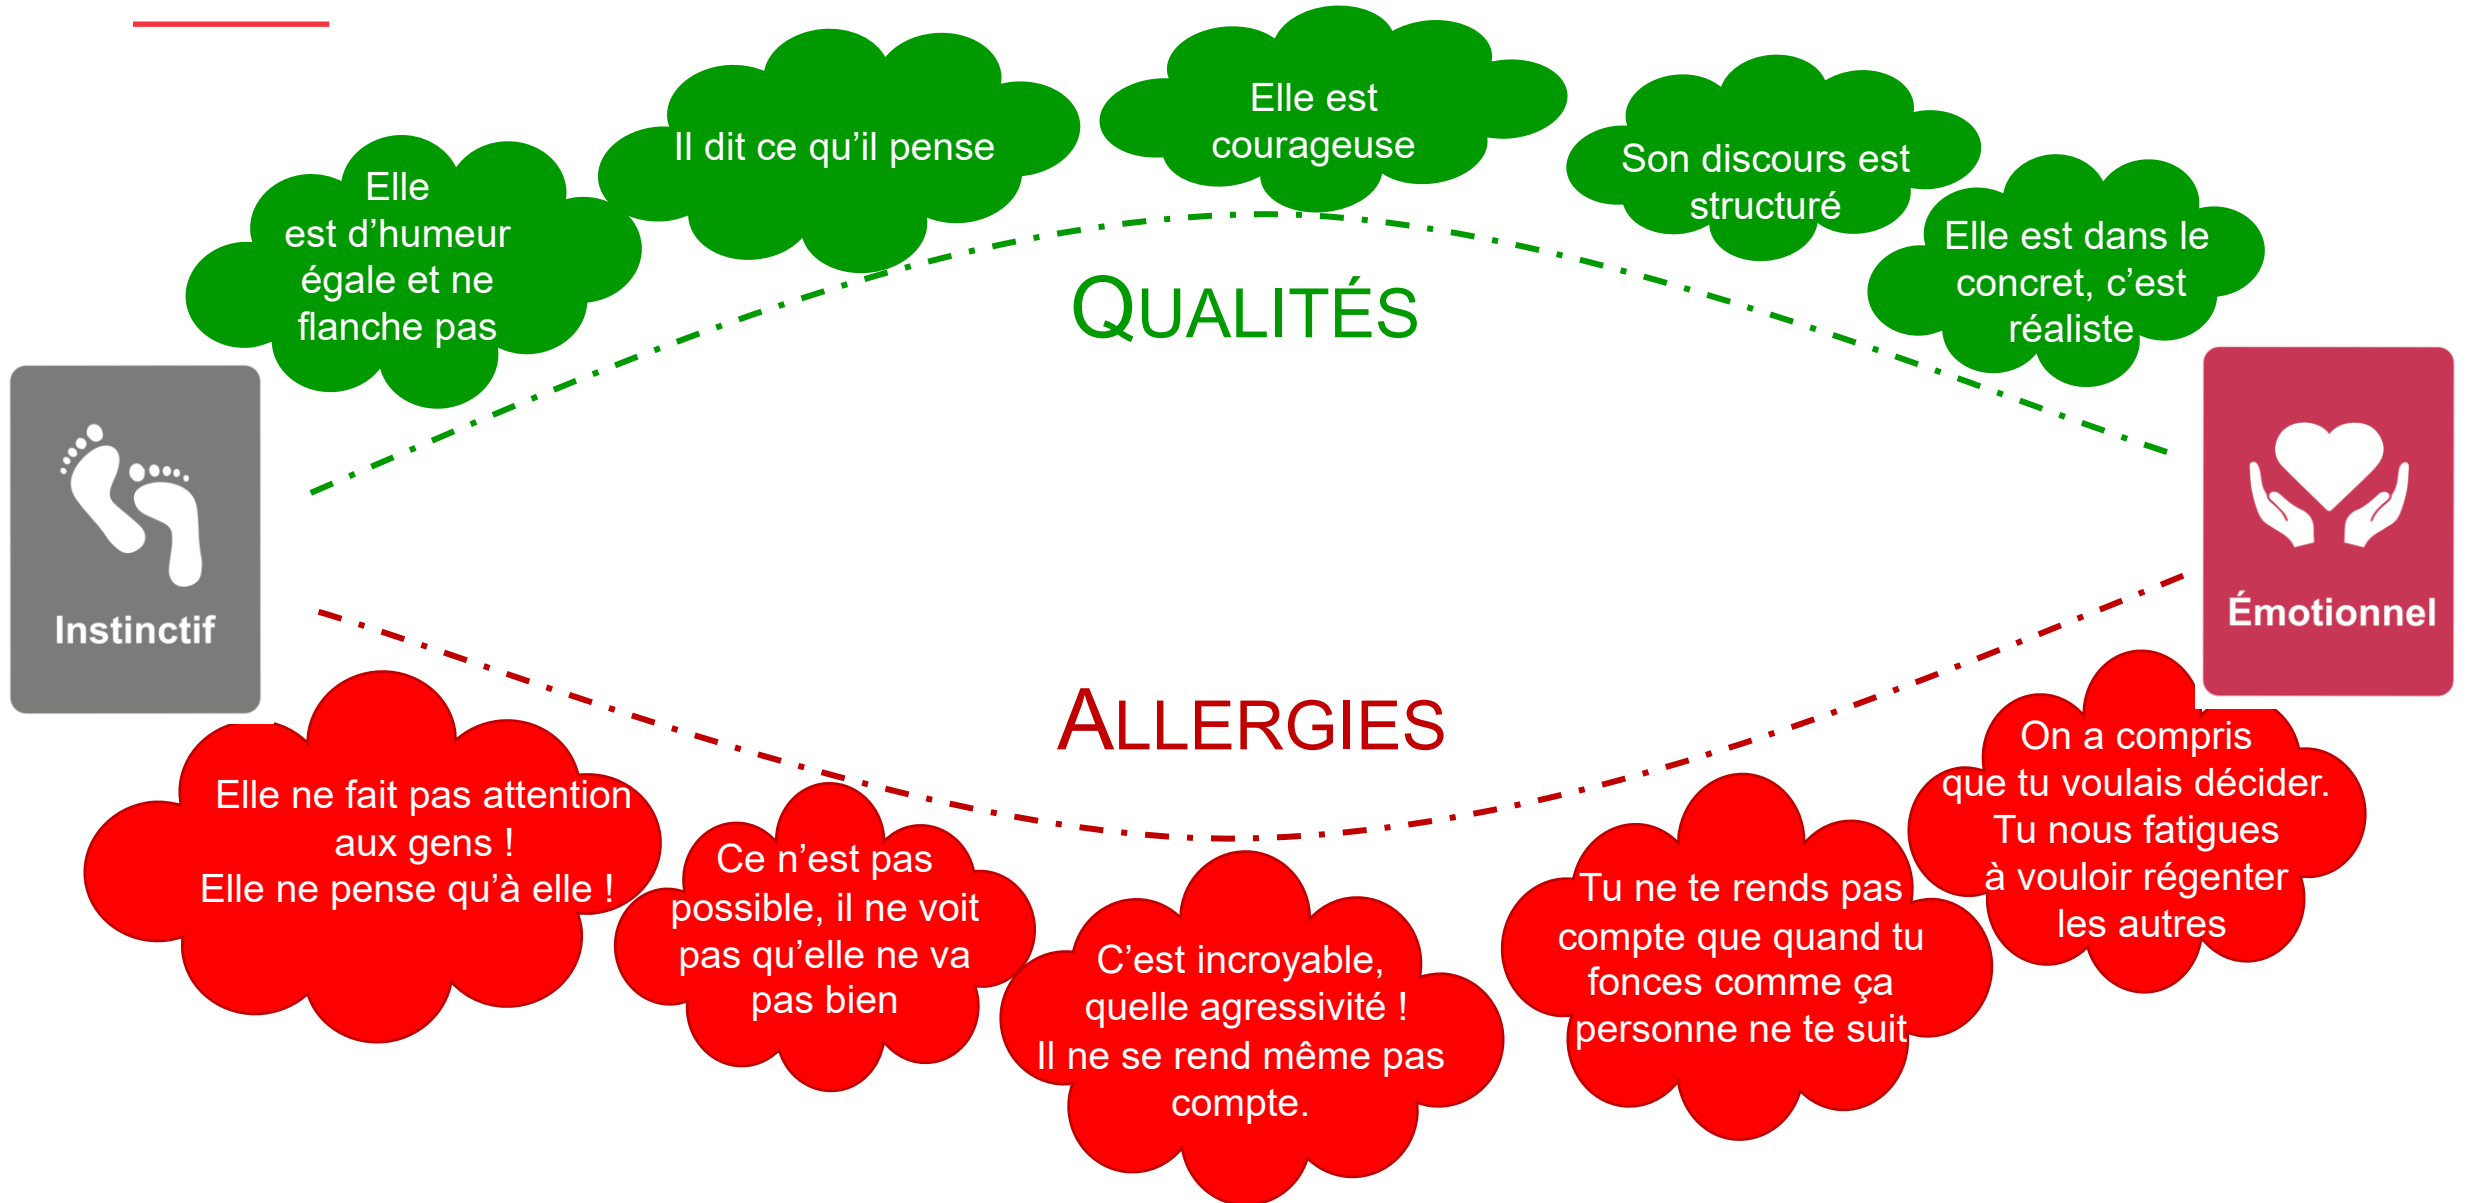 Elle
est d’humeur
égale et ne
flanche pas
Il dit ce qu’il pense
Elle est
courageuse
Son discours est
structuré
Elle est dans le
concret, c’est
réaliste
QUALITÉS
Instinctif
Émotionnel
ALLERGIES
Elle ne fait pas attention
aux gens !
Elle ne pense qu’à elle !
Ce n’est pas
possible, il ne voit
pas qu’elle ne va
pas bien
C’est incroyable,
quelle agressivité !
Il ne se rend même pas
compte.
Tu ne te rends pas
compte que quand tu
fonces comme ça
personne ne te suit
On a compris
que tu voulais décider.
Tu nous fatigues
à vouloir régenter
les autres